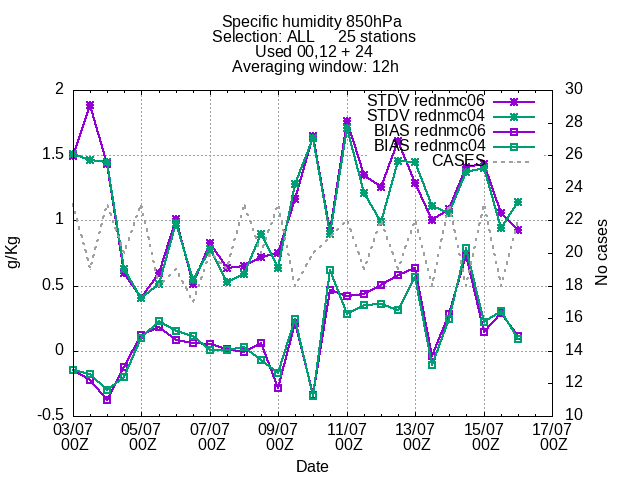 Specific humidity 850hPa
Selection: ALL 25 stations
Used 00,12 + 24
Averaging window: 12h
STDV rednmc06
STDV rednmc04
BIAS rednmc06
BIAS rednmc04
CASES
2
1.5
1
0.5
0
-0.5
g/Kg
30
28
26
24
22
20
18
16
14
12
10
No cases
03/07 05/07 07/07 09/07 11/07 13/07 15/07 17/07
00Z 00Z 00Z 00Z 00Z 00Z 00Z 00Z
Date